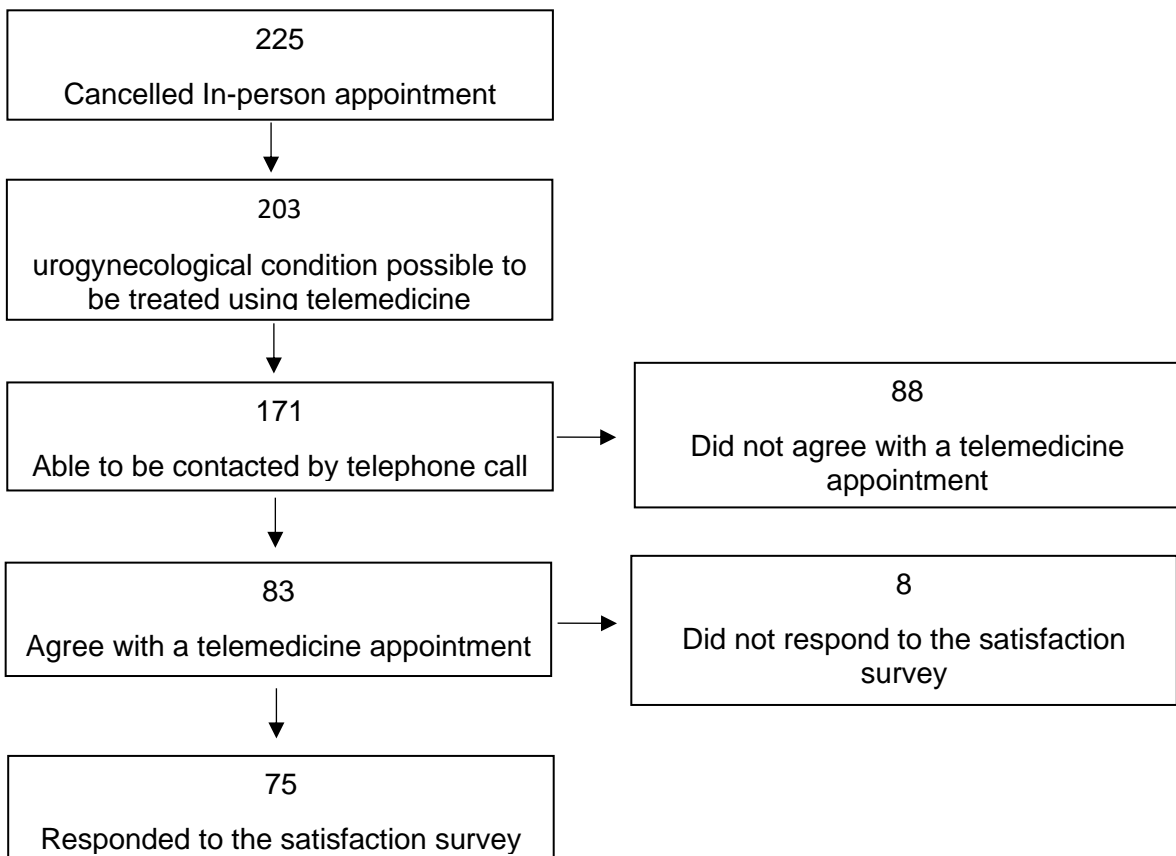 225
Cancelled In-person appointment
203
urogynecological condition possible to
be treated using telemedicine
171
Able to be contacted by telephone call
88
Did not agree with a telemedicine
appointment
83
Agree with a telemedicine appointment
8
Did not respond to the satisfaction
survey
75
Responded to the satisfaction survey